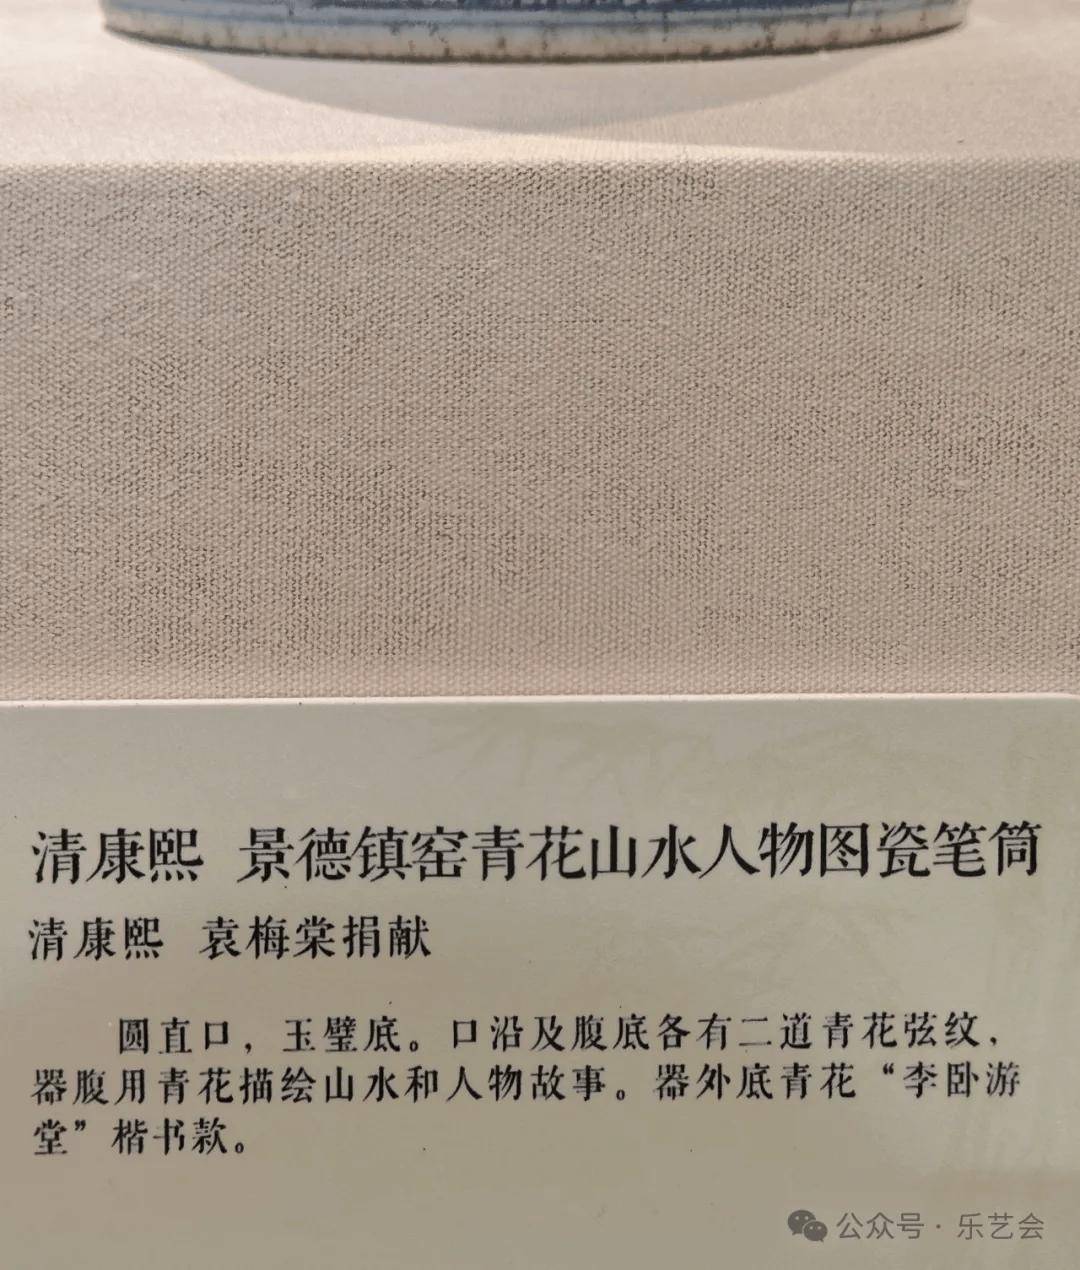 清康熙 景德镇窑青花山水人物图瓷笔筒
清康熙 袁梅棠捐献
圆直口，玉璧底。口沿及腹底各有二道青花弦纹，
器腹用青花描绘山水和人物故事。器外底青花“李卧游
堂”楷书款。
公众号·乐艺会